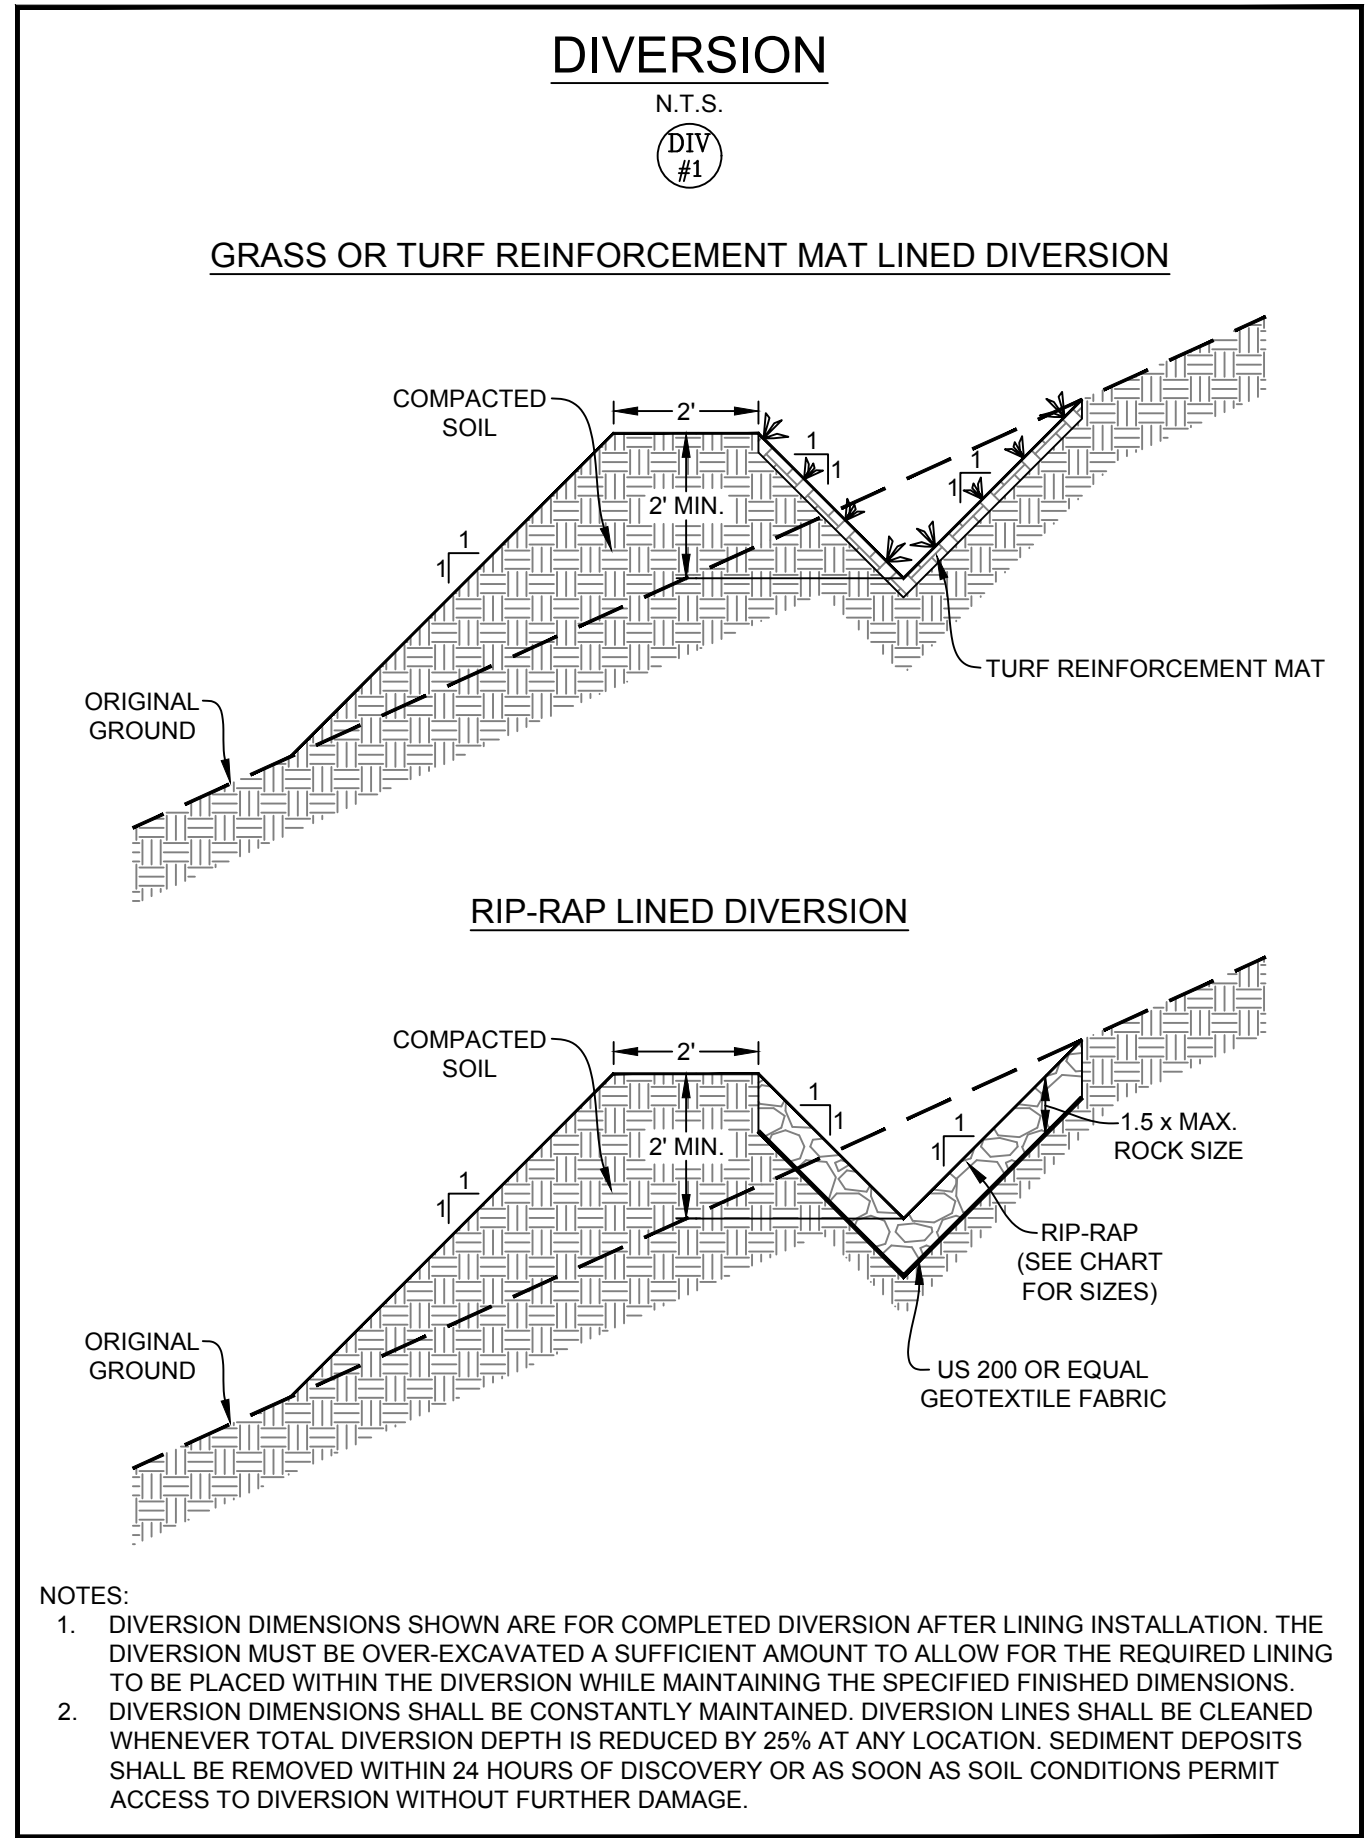 DIVERSION
N.T.S.
DIV
#1
GRASS OR TURF REINFORCEMENT MAT LINED DIVERSION
COMPACTED
SOIL
2'
2' MIN.
1
1
1
1
1
1
TURF REINFORCEMENT MAT
ORIGINAL
GROUND
RIP-RAP LINED DIVERSION
COMPACTED
SOIL
2'
2' MIN.
1
1
1
1
1
1
1.5 x MAX.
ROCK SIZE
RIP-RAP
(SEE CHART
FOR SIZES)
ORIGINAL
GROUND
US 200 OR EQUAL
GEOTEXTILE FABRIC
NOTES:
1. DIVERSION DIMENSIONS SHOWN ARE FOR COMPLETED DIVERSION AFTER LINING INSTALLATION. THE
DIVERSION MUST BE OVER-EXCAVATED A SUFFICIENT AMOUNT TO ALLOW FOR THE REQUIRED LINING
TO BE PLACED WITHIN THE DIVERSION WHILE MAINTAINING THE SPECIFIED FINISHED DIMENSIONS.
2. DIVERSION DIMENSIONS SHALL BE CONSTANTLY MAINTAINED. DIVERSION LINES SHALL BE CLEANED
WHENEVER TOTAL DIVERSION DEPTH IS REDUCED BY 25% AT ANY LOCATION. SEDIMENT DEPOSITS
SHALL BE REMOVED WITHIN 24 HOURS OF DISCOVERY OR AS SOON AS SOIL CONDITIONS PERMIT
ACCESS TO DIVERSION WITHOUT FURTHER DAMAGE.